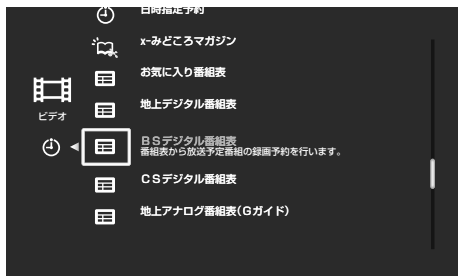 日時指定予約
x-みどころマガジン
お気に入り番組表
地上デジタル番組表
ビデオ
BSデジタル番組表
番組表から放送予定番組の録画予約を行います。
CSデジタル番組表
地上アナログ番組表(Gガイド)